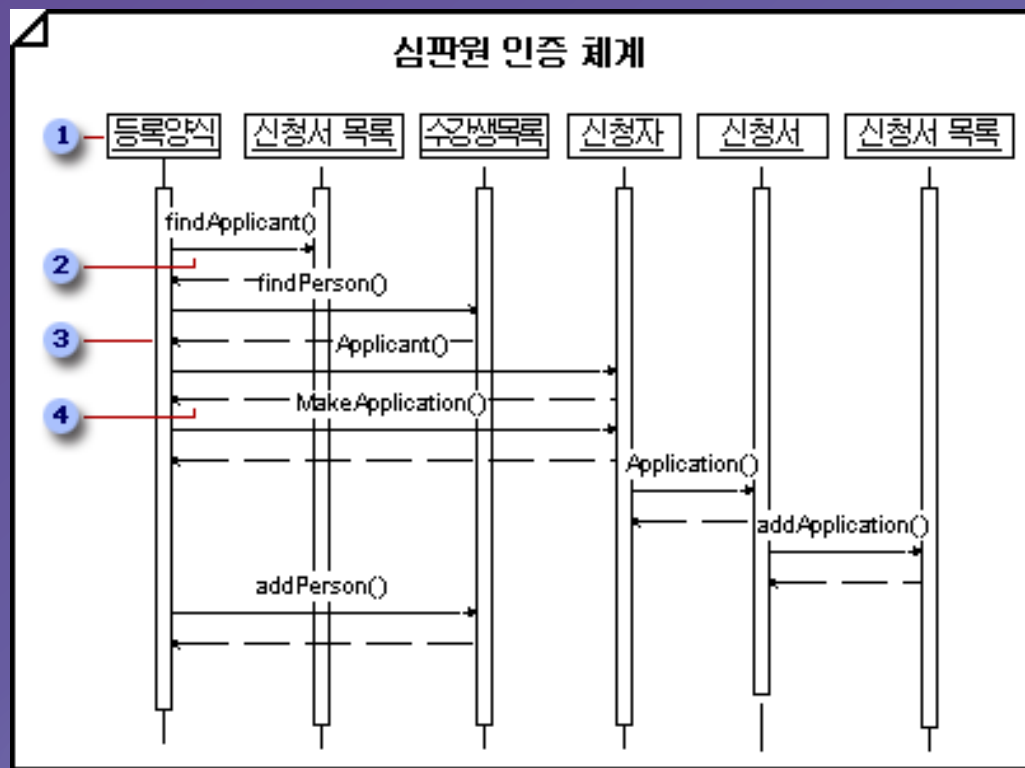 심판원 인증 체계
1 등록양식 신청서 목록 수강생목록 신청자 신청서 신청서 목록
findApplicant()
2
findPerson()
3
Applicant()
MakeApplication()
4
Application()
addApplication()
addPerson()